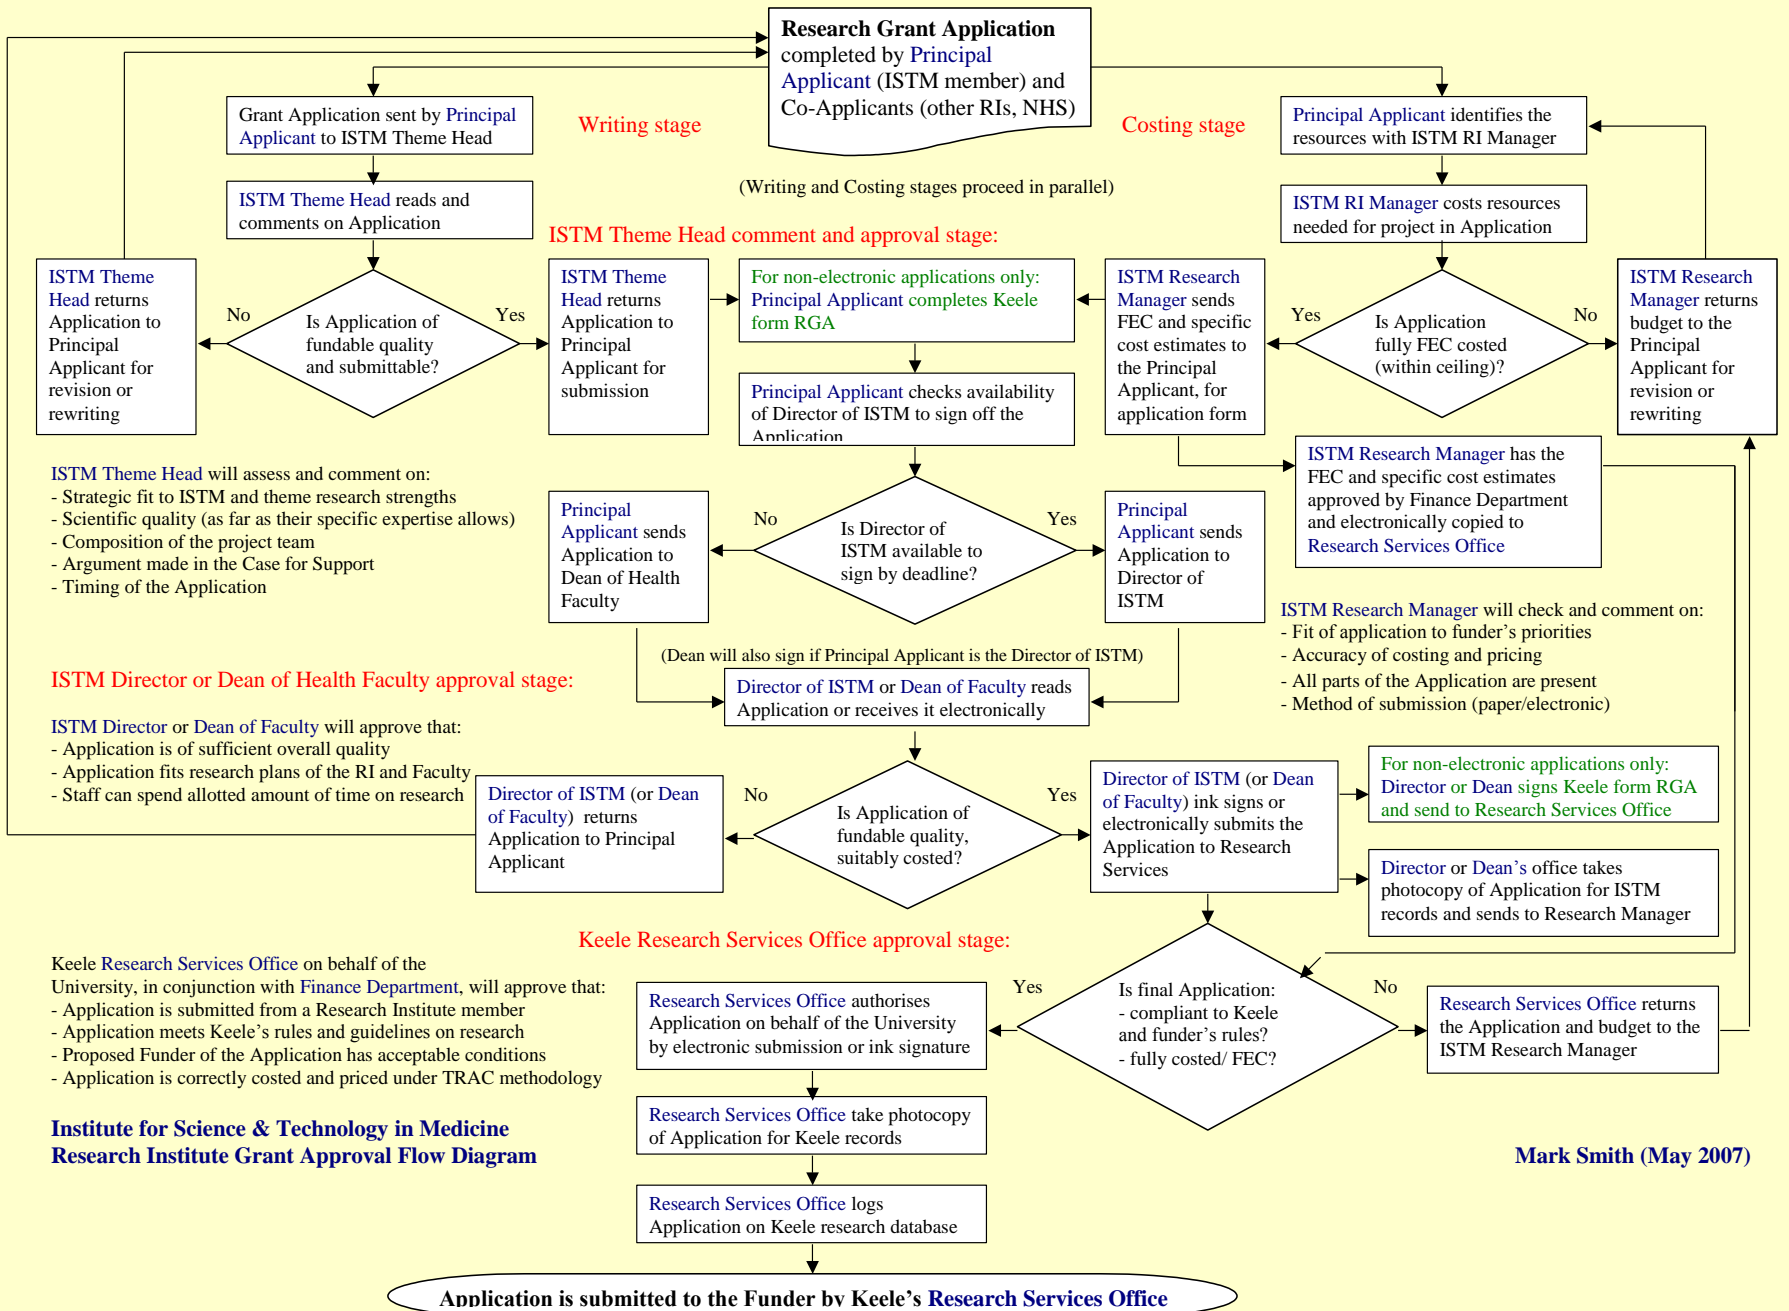 Research Grant Application
completed by Principal
Applicant (ISTM member) and
Co-Applicants (other RIs, NHS)
Grant Application sent by Principal
Applicant to ISTM Theme Head
Writing stage
Costing stage
Principal Applicant identifies the
resources with ISTM RI Manager
(Writing and Costing stages proceed in parallel)
ISTM Theme Head reads and
comments on Application
ISTM RI Manager costs resources
needed for project in Application
ISTM Theme Head comment and approval stage:
ISTM Theme
Head returns
Application to
Principal
Applicant for
revision or
rewriting
No
Is Application of
fundable quality
and submittable?
Yes
ISTM Theme
Head returns
Application to
Principal
Applicant for
submission
For non-electronic applications only:
Principal Applicant completes Keele
form RGA
ISTM Research
Manager sends
FEC and specific
cost estimates to
the Principal
Applicant, for
application form
Yes
Is Application
fully FEC costed
(within ceiling)?
No
ISTM Research
Manager returns
budget to the
Principal
Applicant for
revision or
rewriting
Principal Applicant checks availability
of Director of ISTM to sign off the
Application
ISTM Theme Head will assess and comment on:
- Strategic fit to ISTM and theme research strengths
- Scientific quality (as far as their specific expertise allows)
- Composition of the project team
- Argument made in the Case for Support
- Timing of the Application
ISTM Research Manager has the
FEC and specific cost estimates
approved by Finance Department
and electronically copied to
Research Services Office
Principal
Applicant sends
Application to
Dean of Health
Faculty
No
Is Director of
ISTM available to
sign by deadline?
Yes
Principal
Applicant sends
Application to
Director of
ISTM
ISTM Research Manager will check and comment on:
- Fit of application to funder’s priorities
- Accuracy of costing and pricing
- All parts of the Application are present
- Method of submission (paper/electronic)
(Dean will also sign if Principal Applicant is the Director of ISTM)
ISTM Director or Dean of Health Faculty approval stage:
Director of ISTM or Dean of Faculty reads
Application or receives it electronically
ISTM Director or Dean of Faculty will approve that:
- Application is of sufficient overall quality
- Application fits research plans of the RI and Faculty
- Staff can spend allotted amount of time on research
Director of ISTM (or Dean
of Faculty) returns
Application to Principal
Applicant
No
Is Application of
fundable quality,
suitably costed?
Yes
Director of ISTM (or Dean
of Faculty) ink signs or
electronically submits the
Application to Research
Services
For non-electronic applications only:
Director or Dean signs Keele form RGA
and send to Research Services Office
Director or Dean’s office takes
photocopy of Application for ISTM
records and sends to Research Manager
Keele Research Services Office approval stage:
Keele Research Services Office on behalf of the
University, in conjunction with Finance Department, will approve that:
- Application is submitted from a Research Institute member
- Application meets Keele’s rules and guidelines on research
- Proposed Funder of the Application has acceptable conditions
- Application is correctly costed and priced under TRAC methodology
Research Services Office authorises
Application on behalf of the University
by electronic submission or ink signature
Yes
Is final Application:
- compliant to Keele
and funder’s rules?
- fully costed/ FEC?
No
Research Services Office returns
the Application and budget to the
ISTM Research Manager
Research Services Office take photocopy
of Application for Keele records
Institute for Science & Technology in Medicine
Research Institute Grant Approval Flow Diagram
Mark Smith (May 2007)
Research Services Office logs
Application on Keele research database
Application is submitted to the Funder by Keele’s Research Services Office